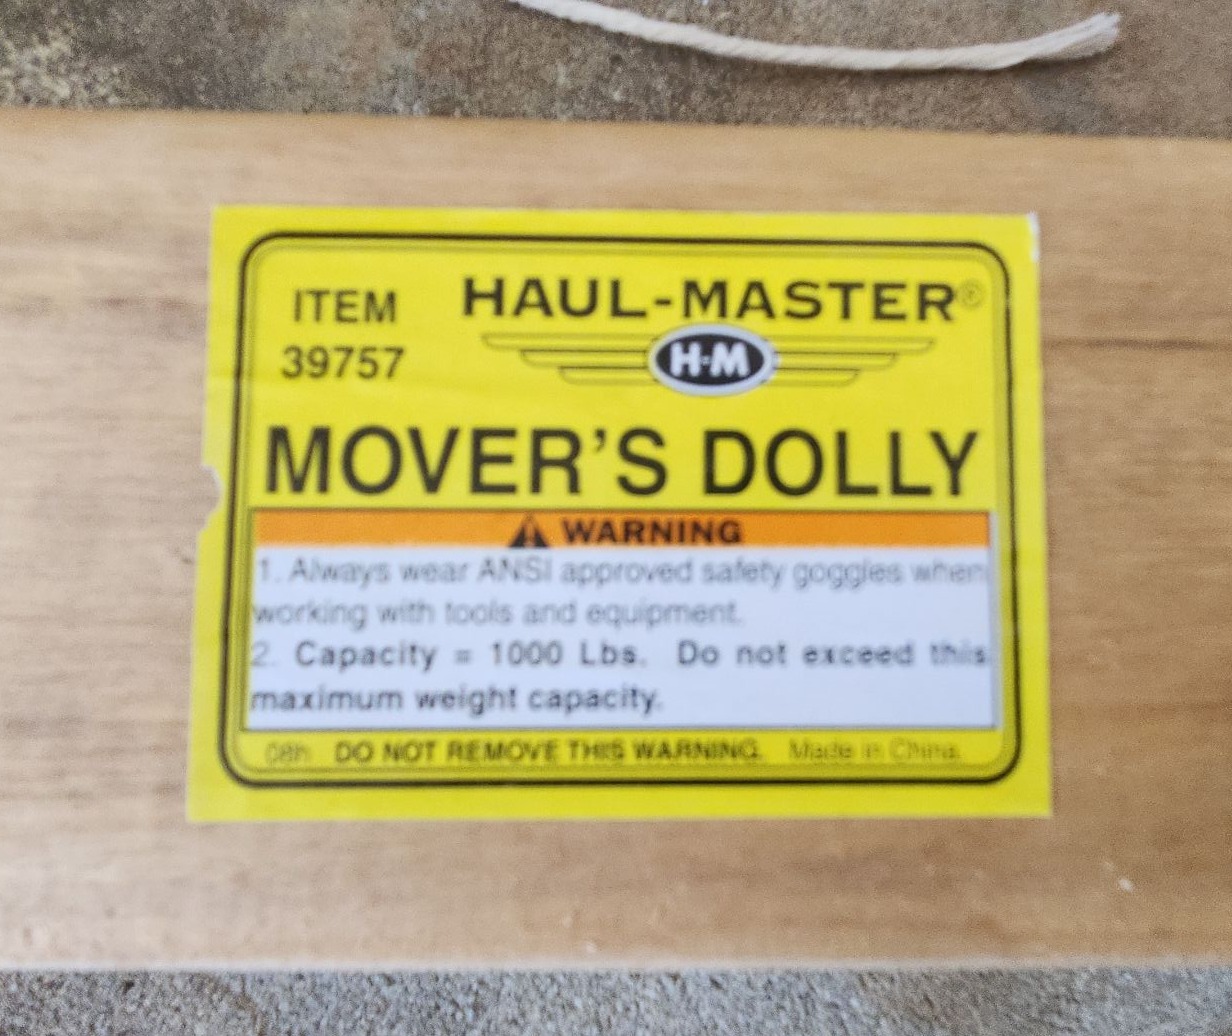 ITEM
39757
HAUL-MASTER®
H-M
MOVER'S DOLLY
WARNING
1. Always wear ANSI approved safety goggles when
working with tools and equipment.
2. Capacity = 1000 Lbs. Do not exceed this
maximum weight capacity.
08h DO NOT REMOVE THIS WARNING. Made in China.